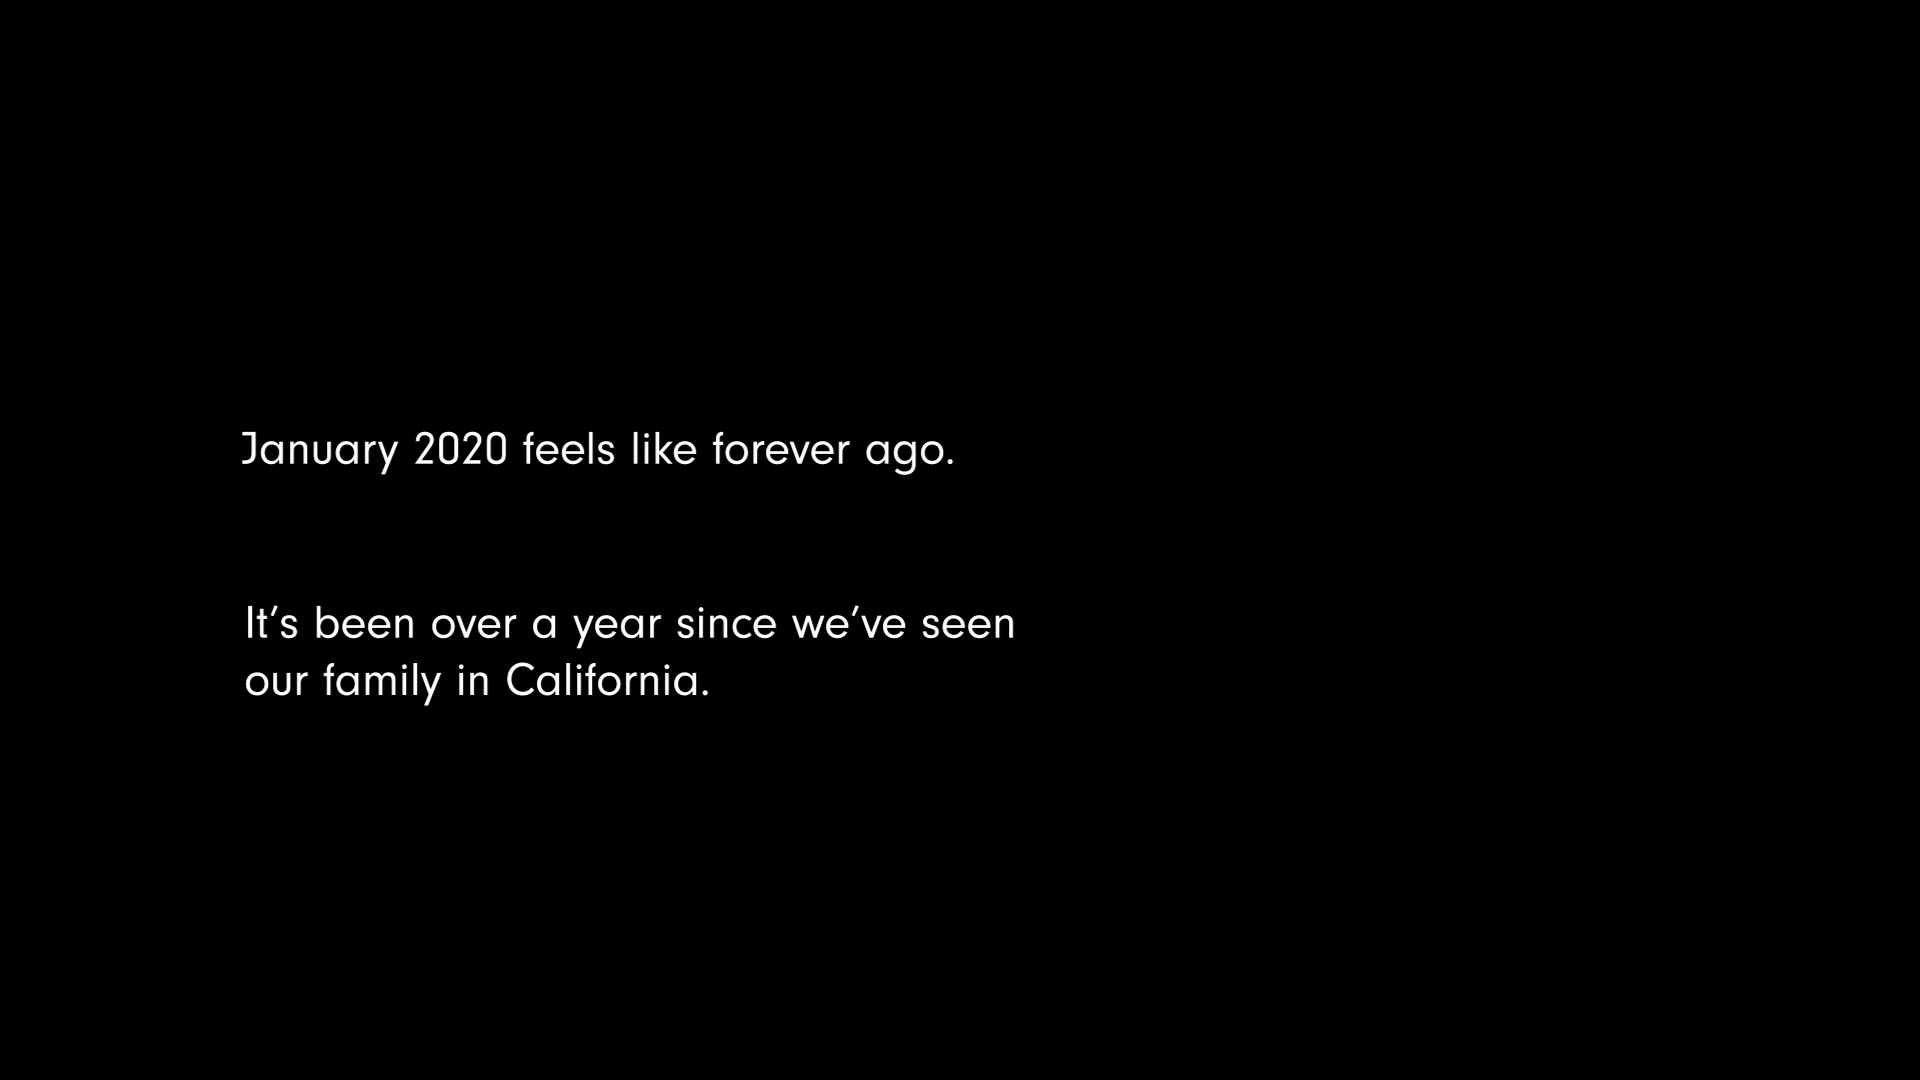 January 2020 feels like forever ago.
It’s been over a year since we’ve seen
our family in California.